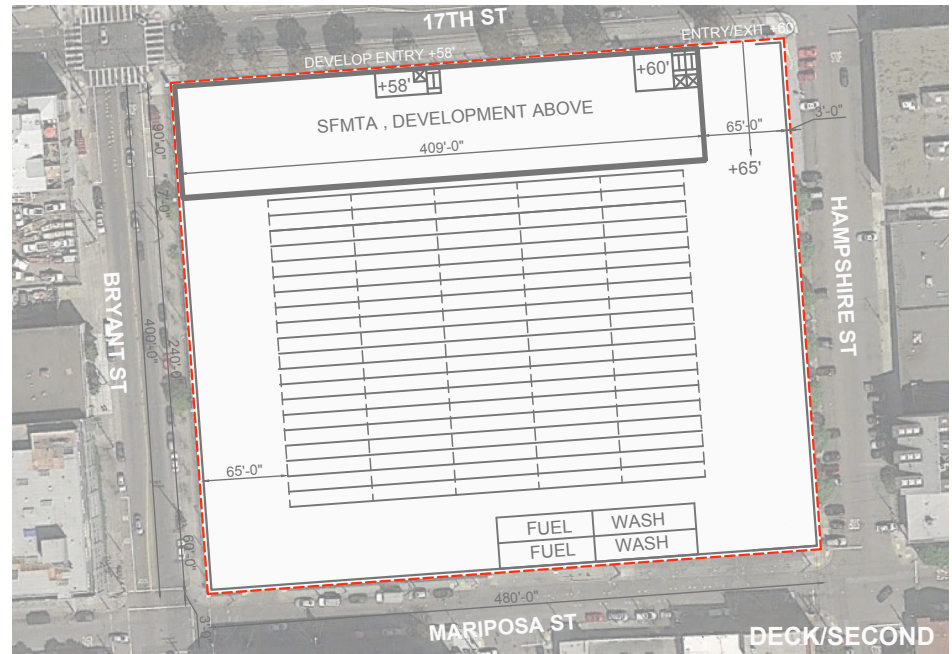 17TH ST
ENTRY/EXIT +60'
DEVELOP ENTRY +58'
+58'
+60'
SFMTA , DEVELOPMENT ABOVE
409'-0"
65'-0"
3'-0"
+65'
90'-0"
HAMPSHIRE ST
BRYANT ST
400'-0"
240'-0"
65'-0"
60'-0"
FUEL
WASH
FUEL
WASH
480'-0"
3'-0"
MARIPOSA ST
DECK/SECOND